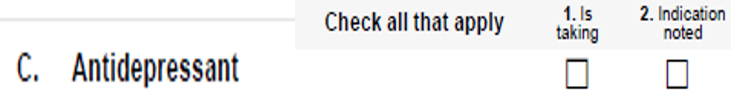 Check all that apply
1. Is taking
2. Indication noted
C. Antidepressant